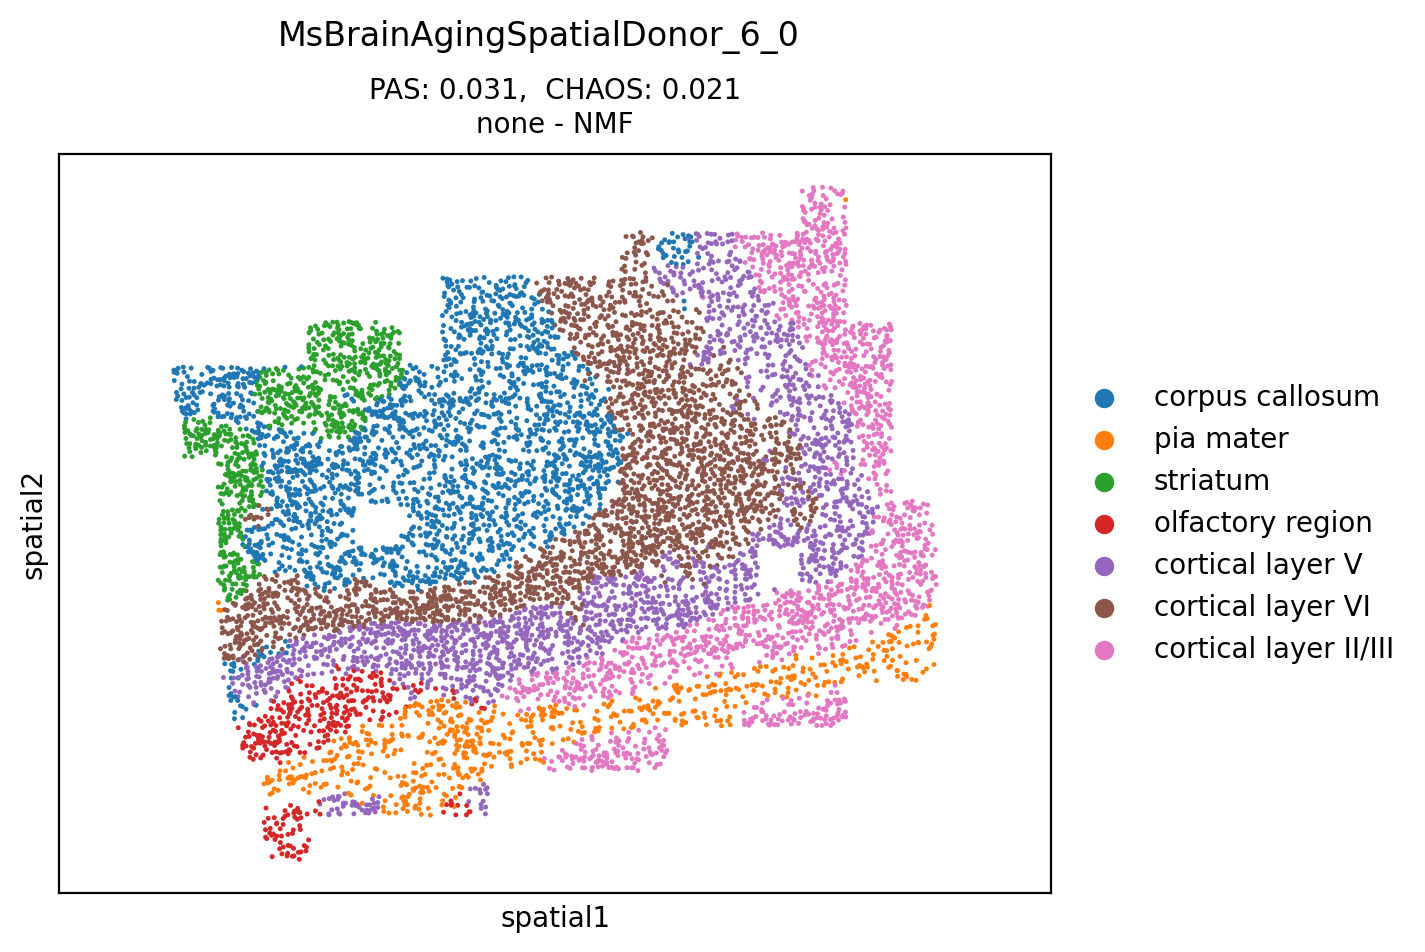 MsBrainAgingSpatialDonor_6_0
PAS: 0.031,  CHAOS: 0.021
none - NMF
spatial2
spatial1
corpus callosum
pia mater
striatum
olfactory region
cortical layer V
cortical layer VI
cortical layer II/III